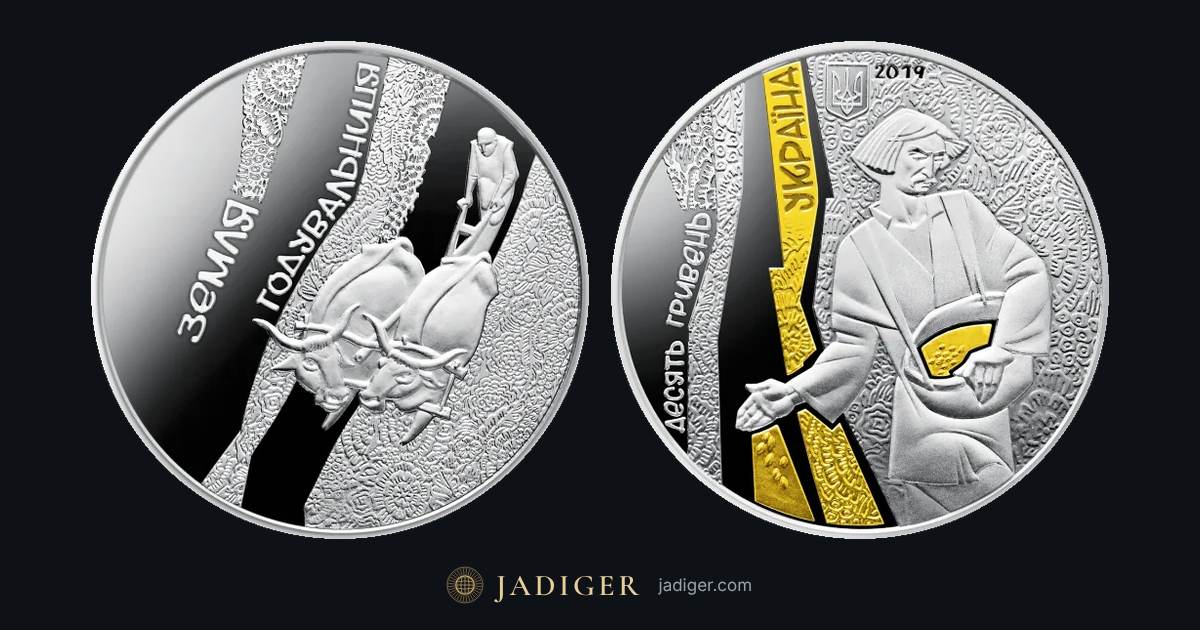 Земля
годувальниця
десять гривень
УКРАЇНА
2019
JADIGER
jadiger.com